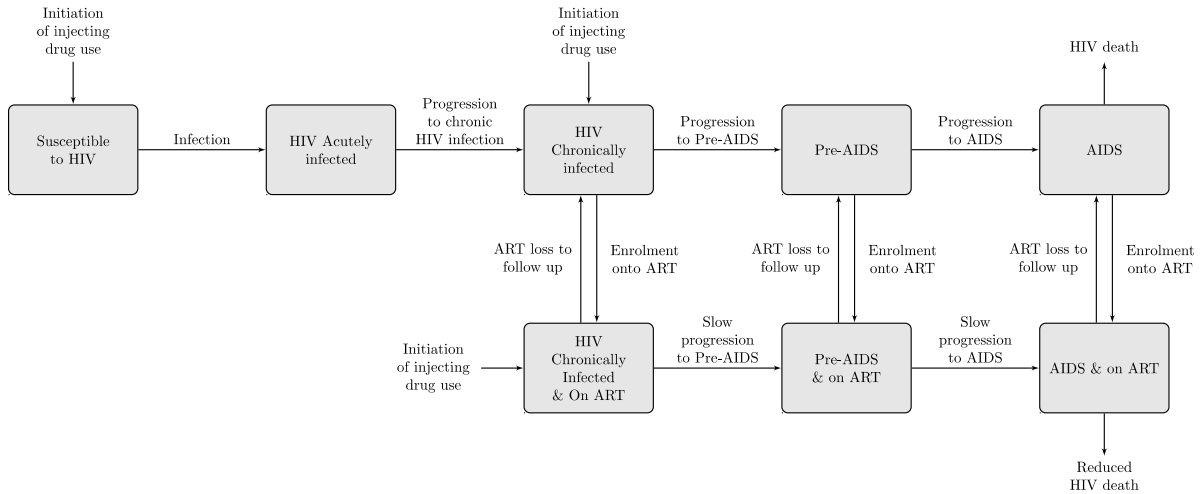 Initiation
of injecting
drug use
Initiation
of injecting
drug use
HIV death
Susceptible
to HIV
Infection
HIV Acutely
infected
Progression
to chronic
HIV infection
HIV
Chronically
infected
Progression
to Pre-AIDS
Pre-AIDS
Progression
to AIDS
AIDS
ART loss to
follow up
Enrolment
onto ART
ART loss to
follow up
Enrolment
onto ART
ART loss to
follow up
Enrolment
onto ART
Initiation
of injecting
drug use
HIV
Chronically
Infected
& On ART
Slow
progression
to Pre-AIDS
Pre-AIDS
& on ART
Slow
progression
to AIDS
AIDS & on ART
Reduced
HIV death